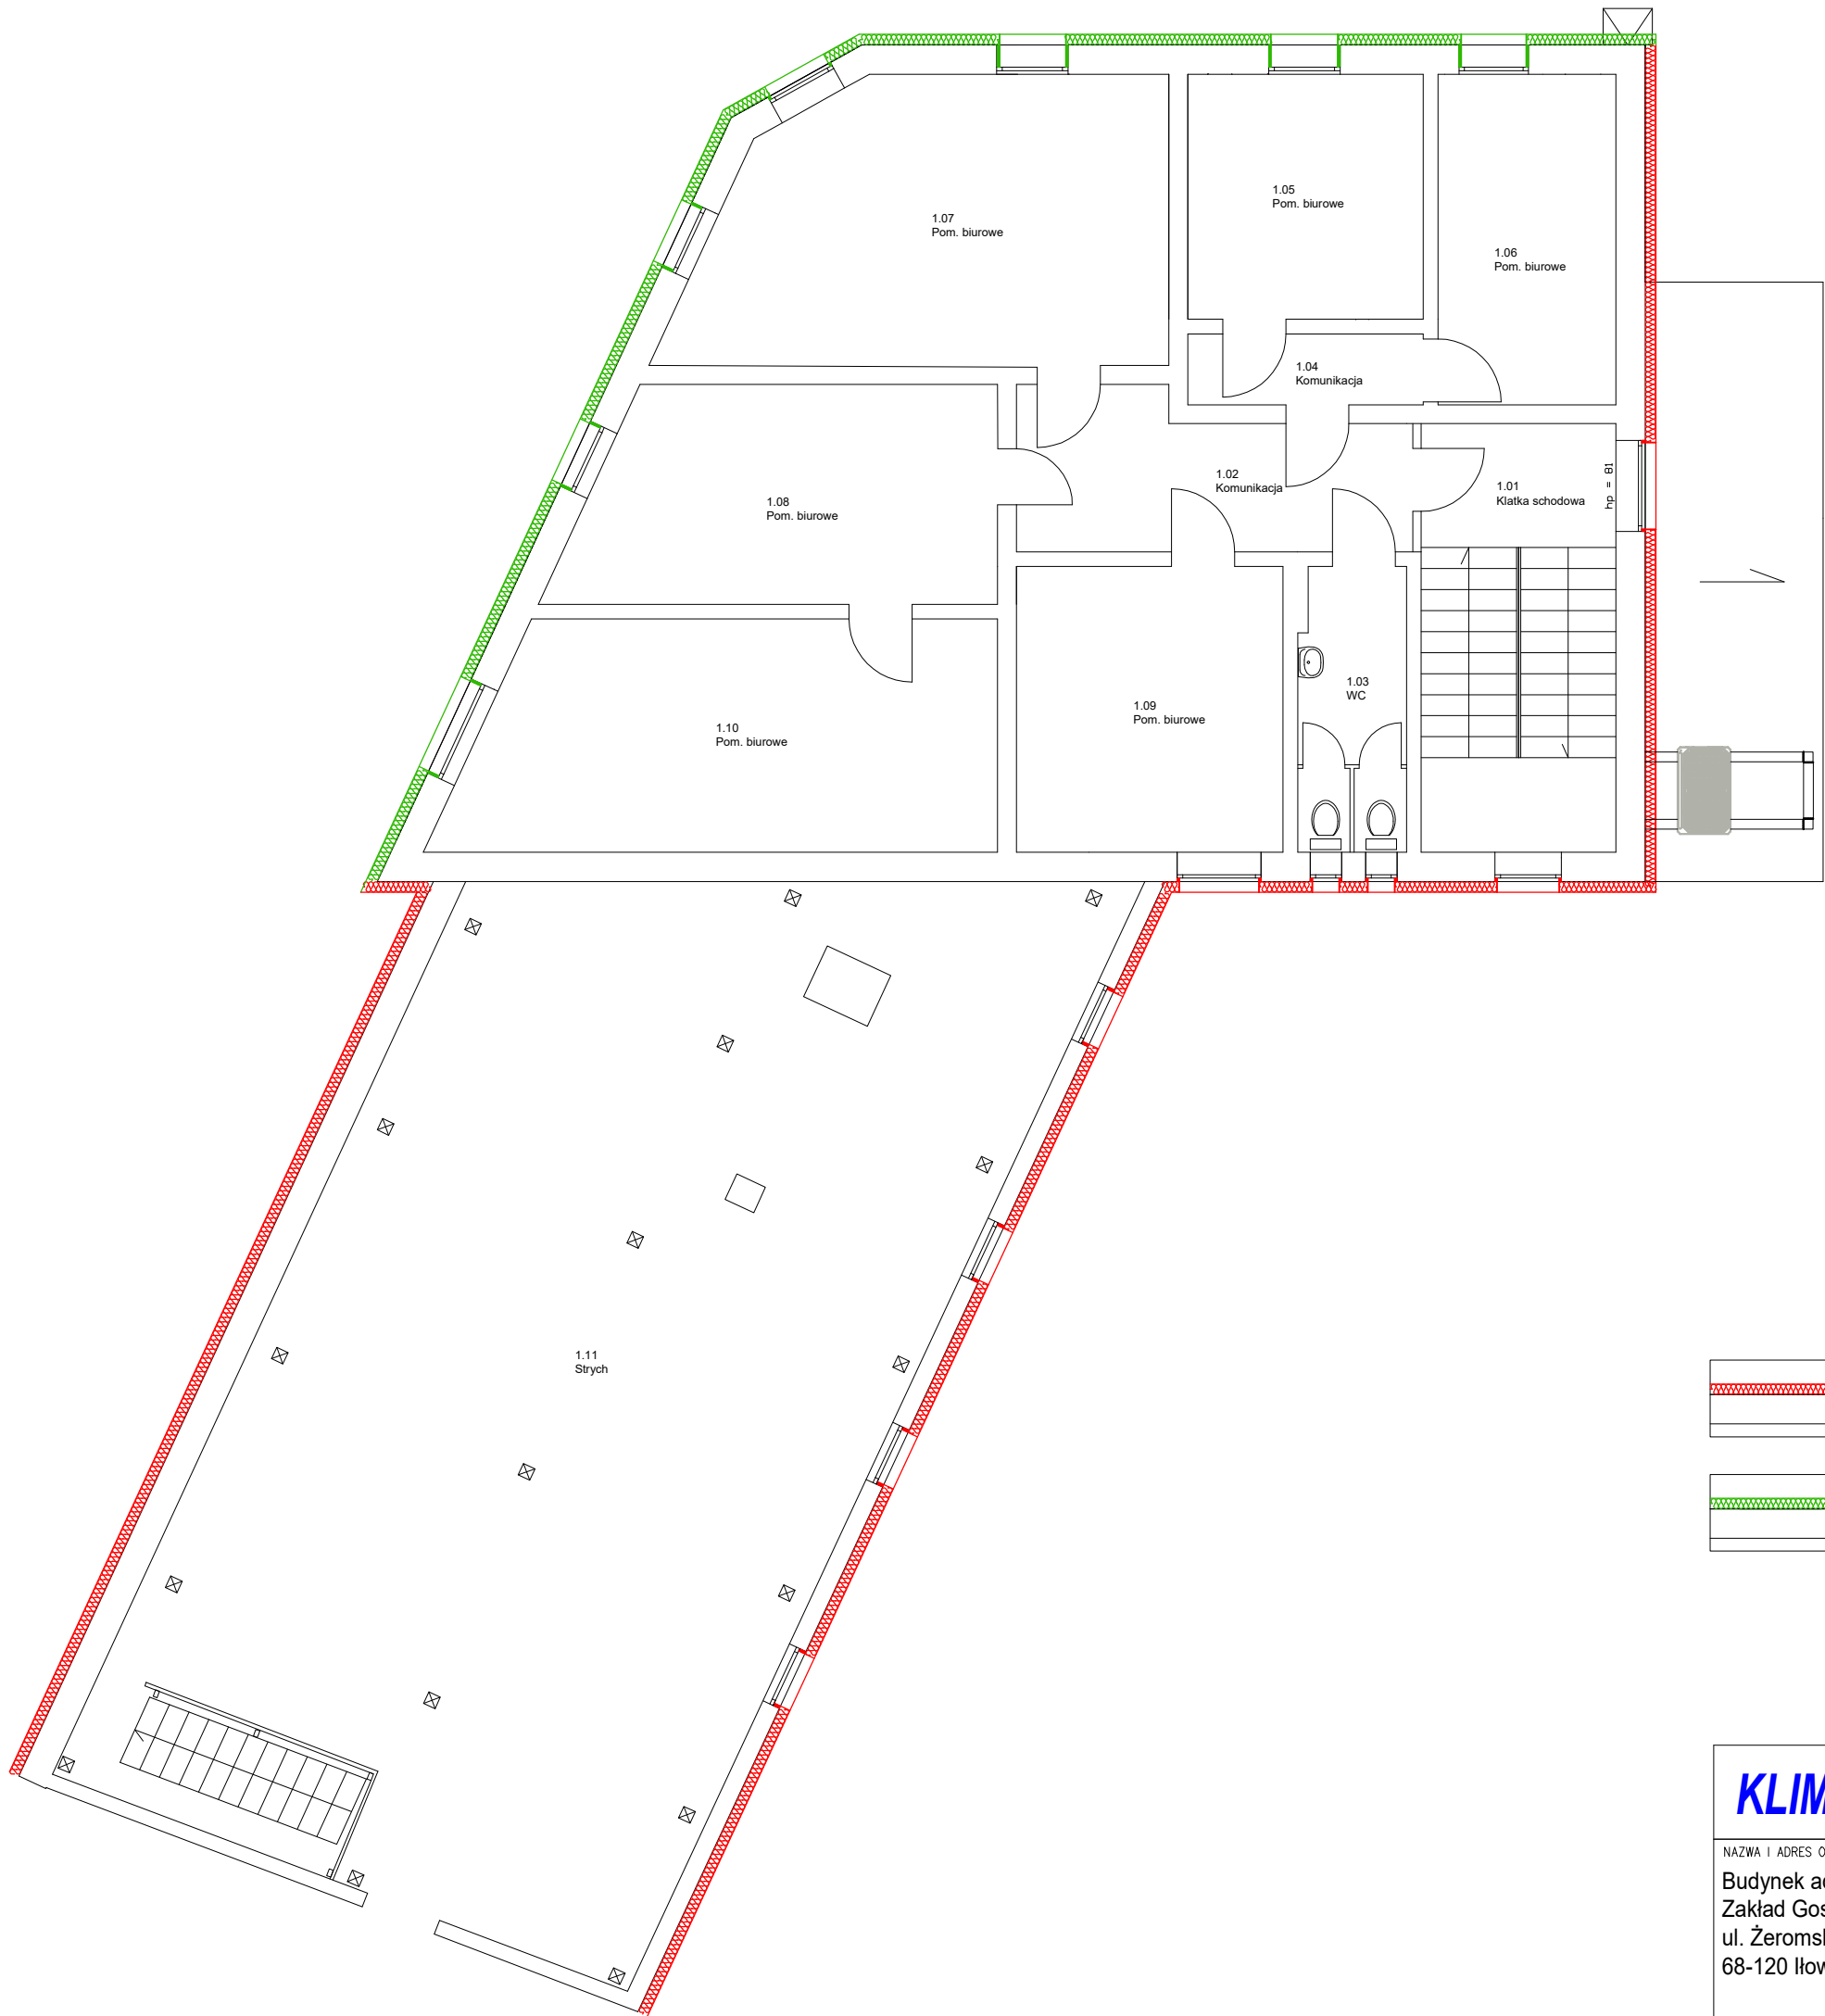 1.07
Pom. biurowe
1.05
Pom. biurowe
1.06
Pom. biurowe
1.04
Komunikacja
1.02
Komunikacja
1.01
Klatka schodowa
hp = 81
1.08
Pom. biurowe
1.03
WC
1.09
Pom. biurowe
1.10
Pom. biurowe
1.11
Strych
KLIM
NAZWA I ADRES O
Budynek a
Zakład Gos
ul. Żeroms
68-120 Iłow